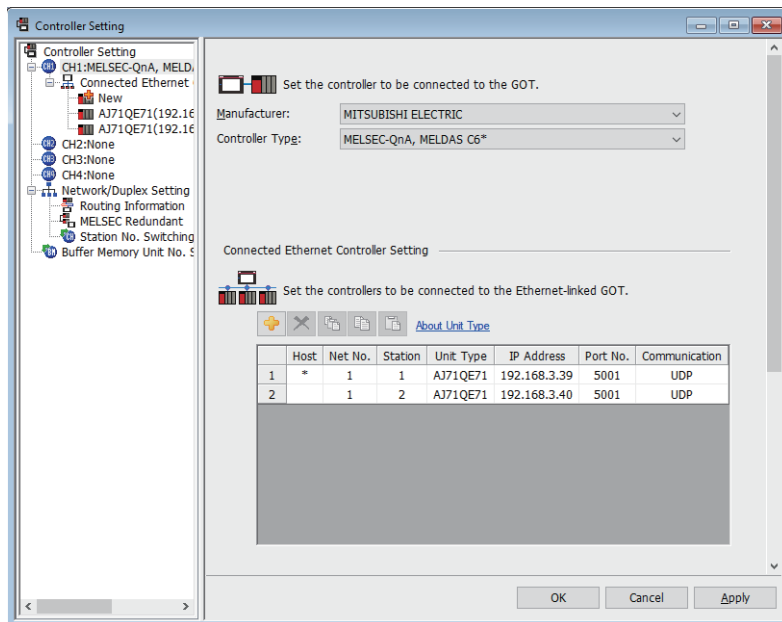 Controller Setting
Controller Setting
CH1:MELSEC-QnA, MELD
Connected Ethernet
New
AJ71QE71(192.16
AJ71QE71(192.16
CH2:None
CH3:None
CH4:None
Network/Duplex Setting
Routing Information
MELSEC Redundant
Station No. Switching
Buffer Memory Unit No. S
Set the controller to be connected to the GOT.
Manufacturer: MITSUBISHI ELECTRIC
Controller Type: MELSEC-QnA, MELDAS C6*
Connected Ethernet Controller Setting
Set the controllers to be connected to the Ethernet-linked GOT.
About Unit Type
Host Net No. Station Unit Type IP Address Port No. Communication
1 * 1 1 AJ71QE71 192.168.3.39 5001 UDP
2 1 2 AJ71QE71 192.168.3.40 5001 UDP
OK Cancel Apply